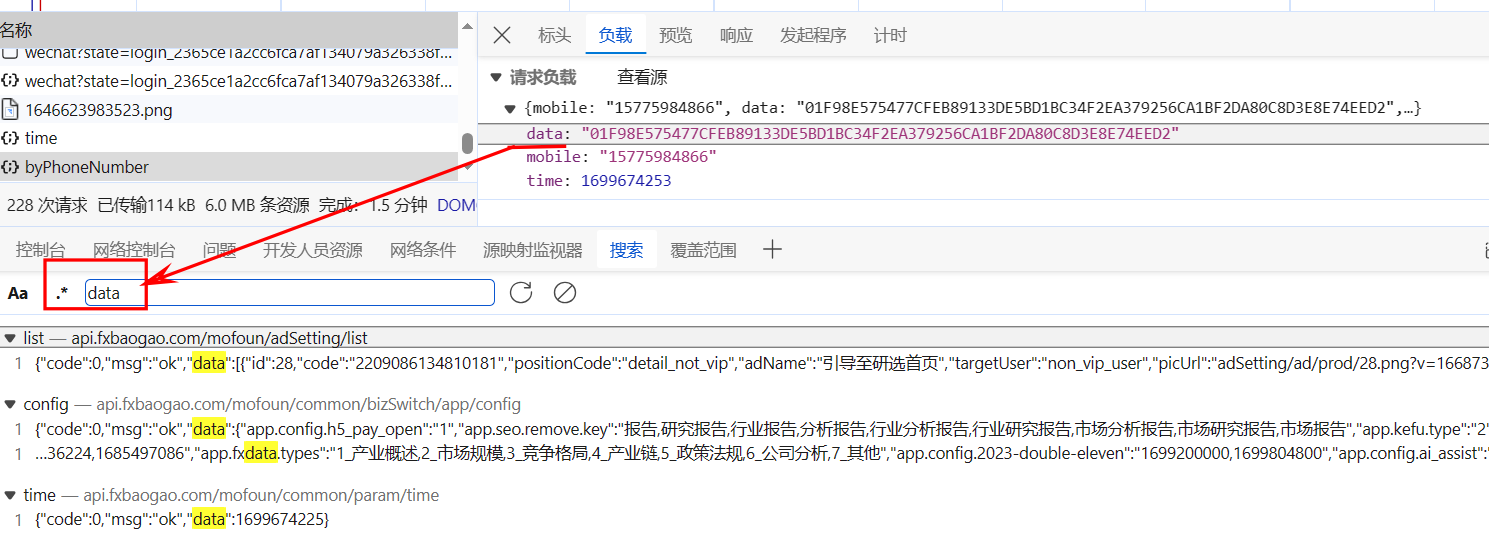 名称
wechat?state=login_2365ce1a2cc6fca7af134079a326338f...
wechat?state=login_2365ce1a2cc6fca7af134079a326338f...
1646623983523.png
time
byPhoneNumber
228 次请求 已传输114 kB 6.0 MB 条资源 完成: 1.5 分钟 DOMC
标头 负载 预览 响应 发起程序 计时
请求负载 查看源
{mobile: "15775984866", data: "01F98E575477CFEB89133DE5BD1BC34F2EA379256CA1BF2DA80C8D3E8E74EED2",…}
data: "01F98E575477CFEB89133DE5BD1BC34F2EA379256CA1BF2DA80C8D3E8E74EED2"
mobile: "15775984866"
time: 1699674253
控制台 网络控制台 问题 开发人员资源 网络条件 源映射监视器 搜索 覆盖范围
Aa .* data
list — api.fxbaogao.com/mofoun/adSetting/list
1 {"code":0,"msg":"ok","data":[{"id":28,"code":"2209086134810181","positionCode":"detail_not_vip","adName":"引导至研选首页","targetUser":"non_vip_user","picUrl":"adSetting/ad/prod/28.png?v=166873
config — api.fxbaogao.com/mofoun/common/bizSwitch/app/config
1 {"code":0,"msg":"ok","data":{"app.config.h5_pay_open":"1","app.seo.remove.key":"报告,研究报告,行业报告,分析报告,行业分析报告,行业研究报告,市场分析报告,市场研究报告,市场报告","app.kefu.type":"2"
1 ...36224,1685497086","app.fxdata.types":"1_产业概述,2_市场规模,3_竞争格局,4_产业链,5_政策法规,6_公司分析,7_其他","app.config.2023-double-eleven":"1699200000,1699804800","app.config.ai_assist":"
time — api.fxbaogao.com/mofoun/common/param/time
1 {"code":0,"msg":"ok","data":1699674225}